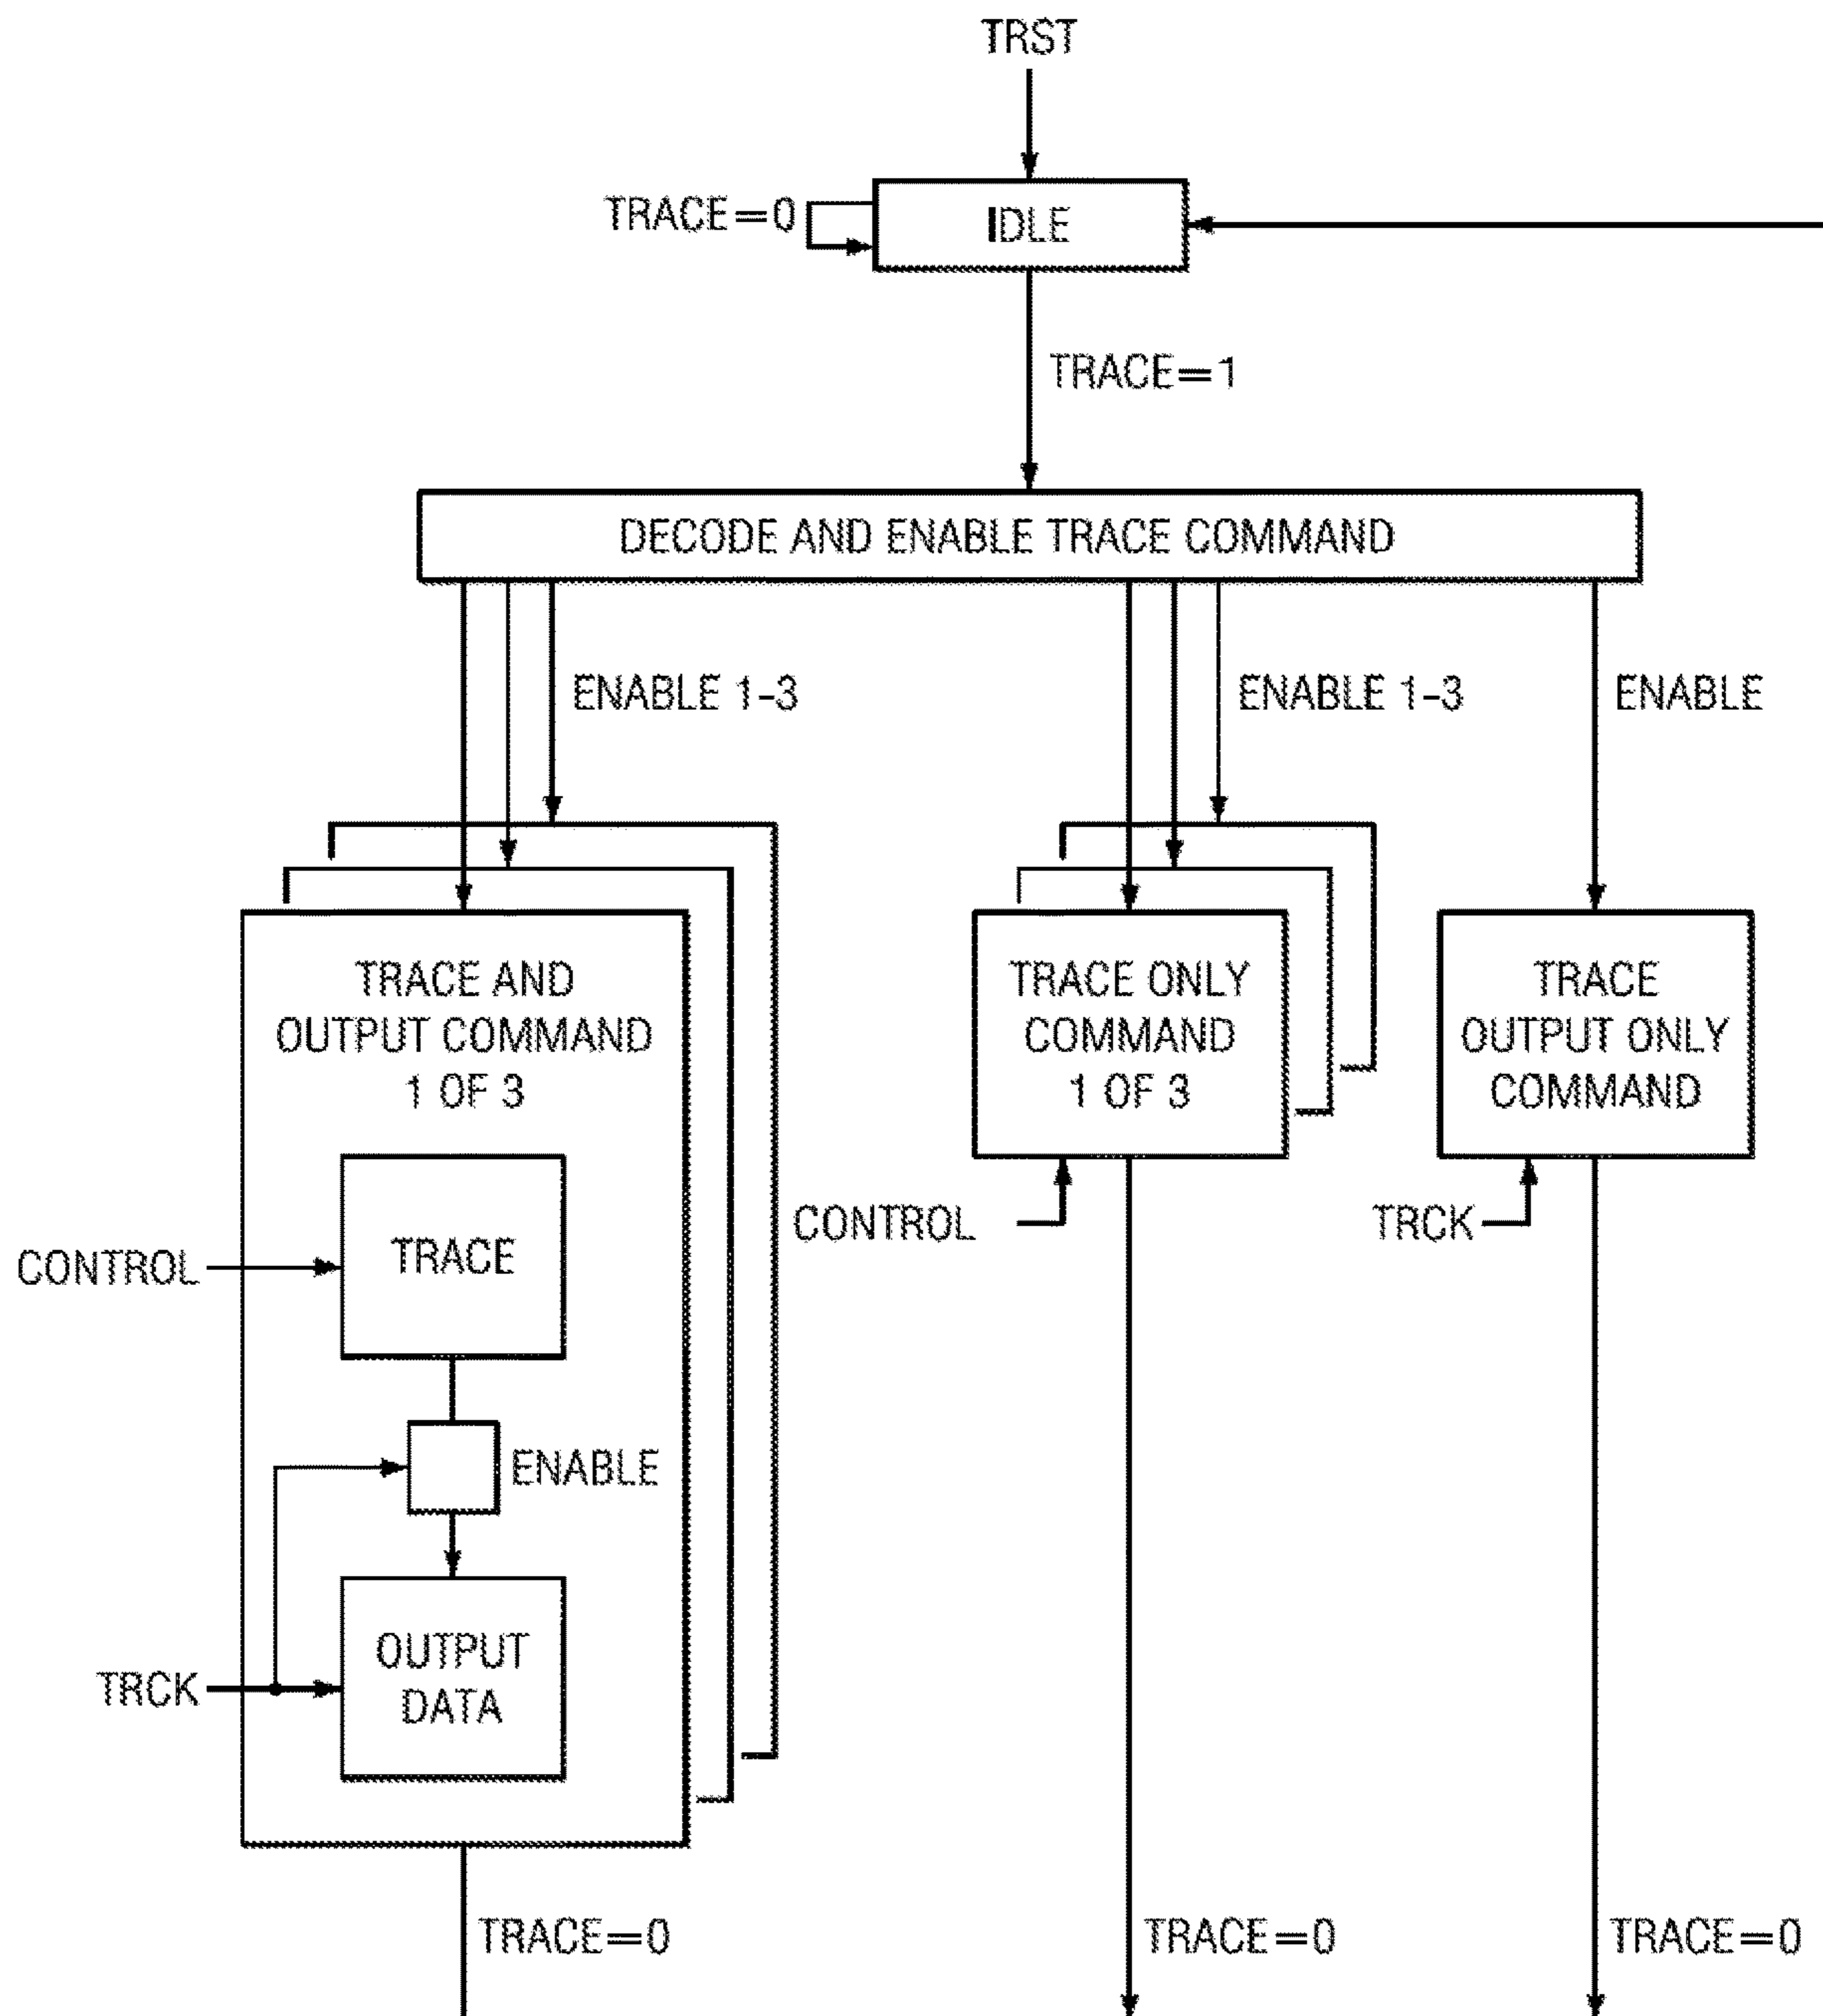 TRST
TRACE=0
IDLE
TRACE=1
DECODE AND ENABLE TRACE COMMAND
ENABLE 1-3
ENABLE 1-3
ENABLE
TRACE AND
OUTPUT COMMAND
1 OF 3
TRACE ONLY
COMMAND
1 OF 3
TRACE
OUTPUT ONLY
COMMAND
CONTROL
TRCK
CONTROL
TRACE
ENABLE
TRCK
OUTPUT
DATA
TRACE=0
TRACE=0
TRACE=0